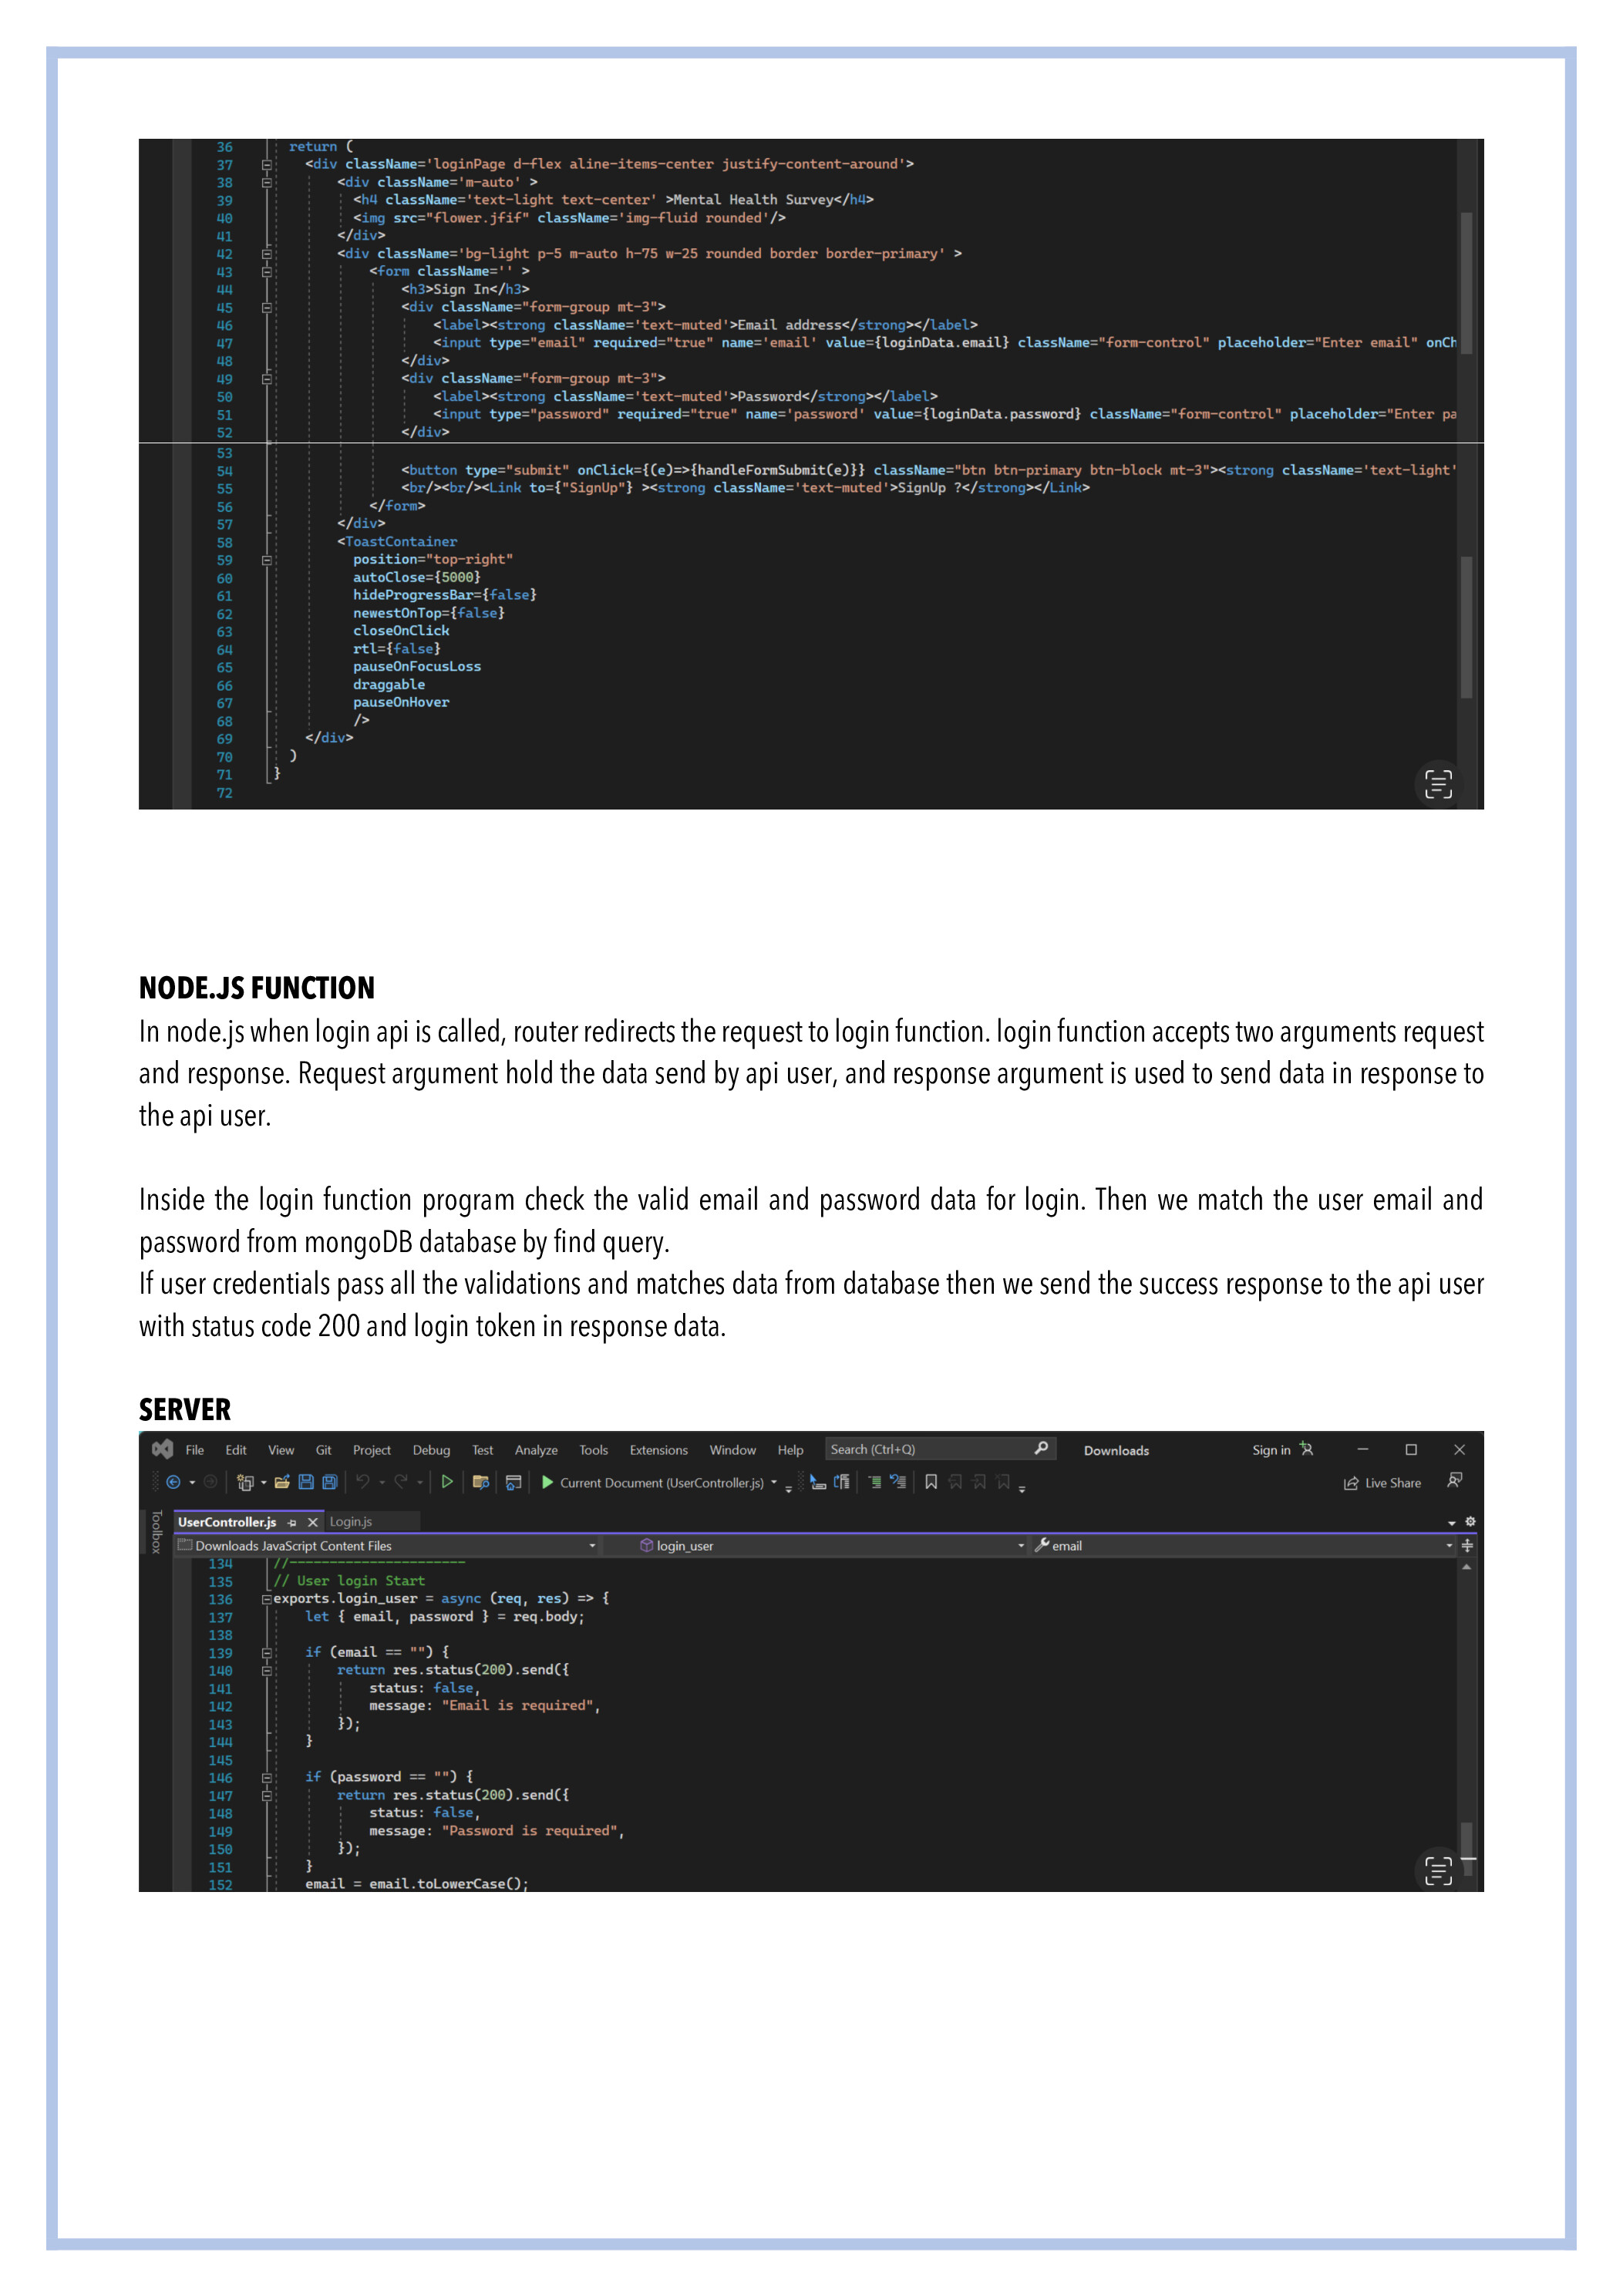 36 return (
37 <div className='loginPage d-flex aline-items-center justify-content-around'>
38 <div className='m-auto' >
39 <h4 className='text-light text-center' >Mental Health Survey</h4>
40 <img src="flower.jfif" className='img-fluid rounded'/>
41 </div>
42 <div className='bg-light p-5 m-auto h-75 w-25 rounded border border-primary' >
43 <form className='' >
44 <h3>Sign In</h3>
45 <div className="form-group mt-3">
46 <label><strong className='text-muted'>Email address</strong></label>
47 <input type="email" required="true" name='email' value={loginData.email} className="form-control" placeholder="Enter email" onCh
48 </div>
49 <div className="form-group mt-3">
50 <label><strong className='text-muted'>Password</strong></label>
51 <input type="password" required="true" name='password' value={loginData.password} className="form-control" placeholder="Enter pa
52 </div>
53
54 <button type="submit" onClick={(e)=>{handleFormSubmit(e)}} className="btn btn-primary btn-block mt-3"><strong className='text-light'
55 <br/><br/><Link to={"SignUp"} ><strong className='text-muted'>SignUp ?</strong></Link>
56 </form>
57 </div>
58 <ToastContainer
59 position="top-right"
60 autoClose={5000}
61 hideProgressBar={false}
62 newestOnTop={false}
63 closeOnClick
64 rtl={false}
65 pauseOnFocusLoss
66 draggable
67 pauseOnHover
68 />
69 </div>
70 )
71 }
72
NODE.JS FUNCTION
In node.js when login api is called, router redirects the request to login function. login function accepts two arguments request
and response. Request argument hold the data send by api user, and response argument is used to send data in response to
the api user.
Inside the login function program check the valid email and password data for login. Then we match the user email and
password from mongoDB database by find query.
If user credentials pass all the validations and matches data from database then we send the success response to the api user
with status code 200 and login token in response data.
SERVER
File Edit View Git Project Debug Test Analyze Tools Extensions Window Help Search (Ctrl+Q) Downloads Sign in
Current Document (UserController.js) Live Share
Toolbox
UserController.js Login.js
Downloads JavaScript Content Files login_user email
134 //----------------------
135 // User login Start
136 exports.login_user = async (req, res) => {
137 let { email, password } = req.body;
138
139 if (email == "") {
140 return res.status(200).send({
141 status: false,
142 message: "Email is required",
143 });
144 }
145
146 if (password == "") {
147 return res.status(200).send({
148 status: false,
149 message: "Password is required",
150 });
151 }
152 email = email.toLowerCase();